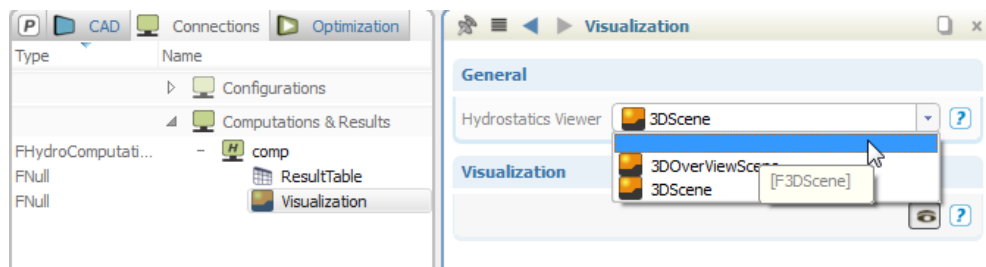 P CAD Connections Optimization
Type Name
Configurations
Computations & Results
FHydroComputati... H comp
FNull ResultTable
FNull Visualization
Visualization
General
Hydrostatics Viewer 3DScene ?
Visualization
3DOverViewScene
3DScene
[F3DScene]
?